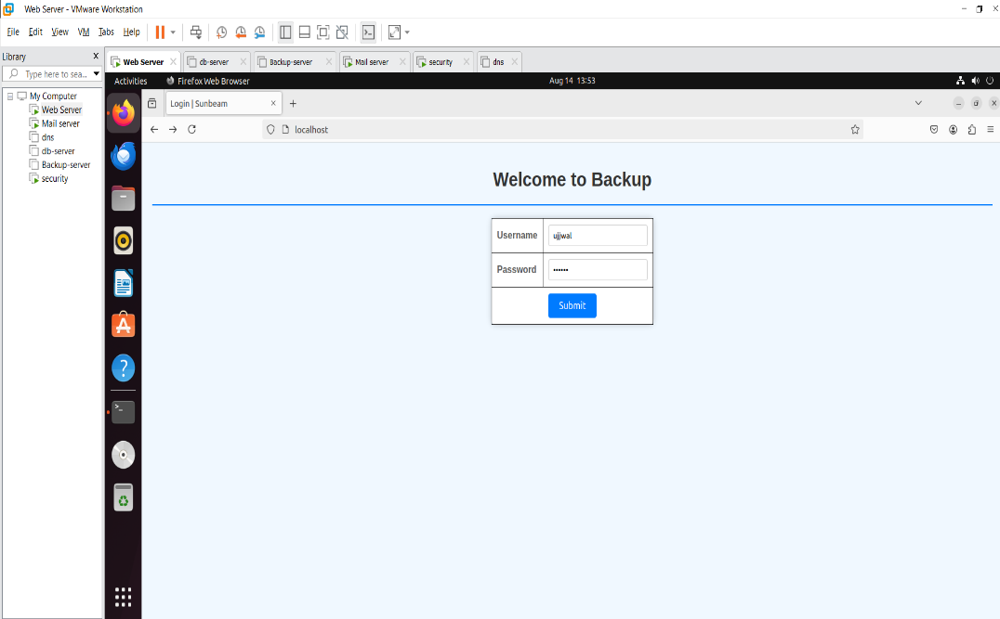 Web Server - VMware Workstation
File Edit View VM Tabs Help
Library
Type here to sea...
My Computer
Web Server
Mail server
dns
db-server
Backup-server
security
Web Server db-server Backup-server Mail server security dns
Activities Firefox Web Browser Aug 14 13:53
Login | Sunbeam
localhost
Welcome to Backup
Username ujjwal
Password ••••••
Submit